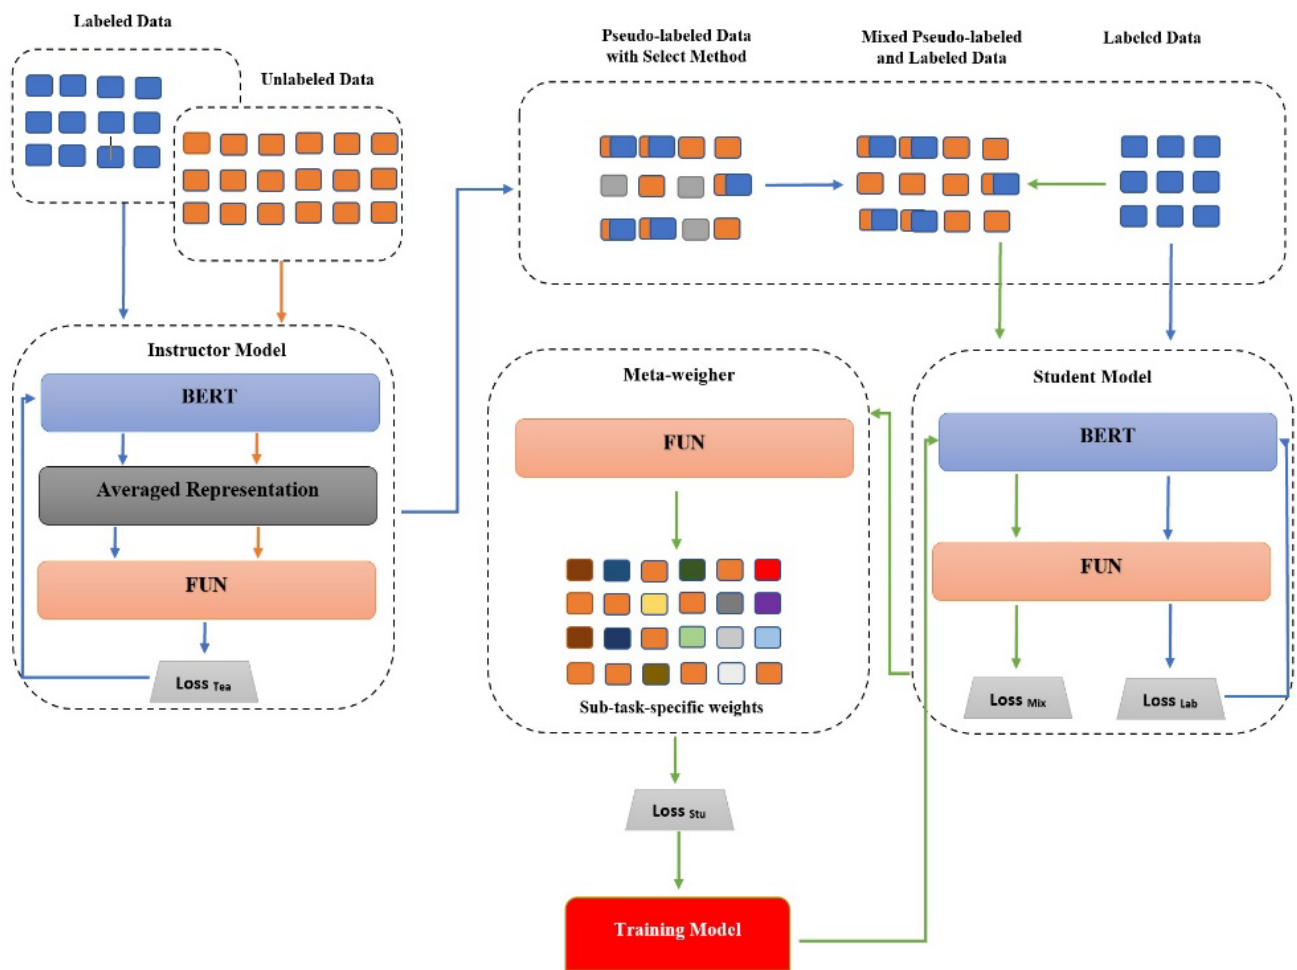 Labeled Data
Unlabeled Data
Pseudo-labeled Data
with Select Method
Mixed Pseudo-labeled
and Labeled Data
Labeled Data
Instructor Model
BERT
Averaged Representation
FUN
Loss Tea
Meta-weigher
FUN
Sub-task-specific weights
Loss Stu
Training Model
Student Model
BERT
FUN
Loss Mix
Loss Lab